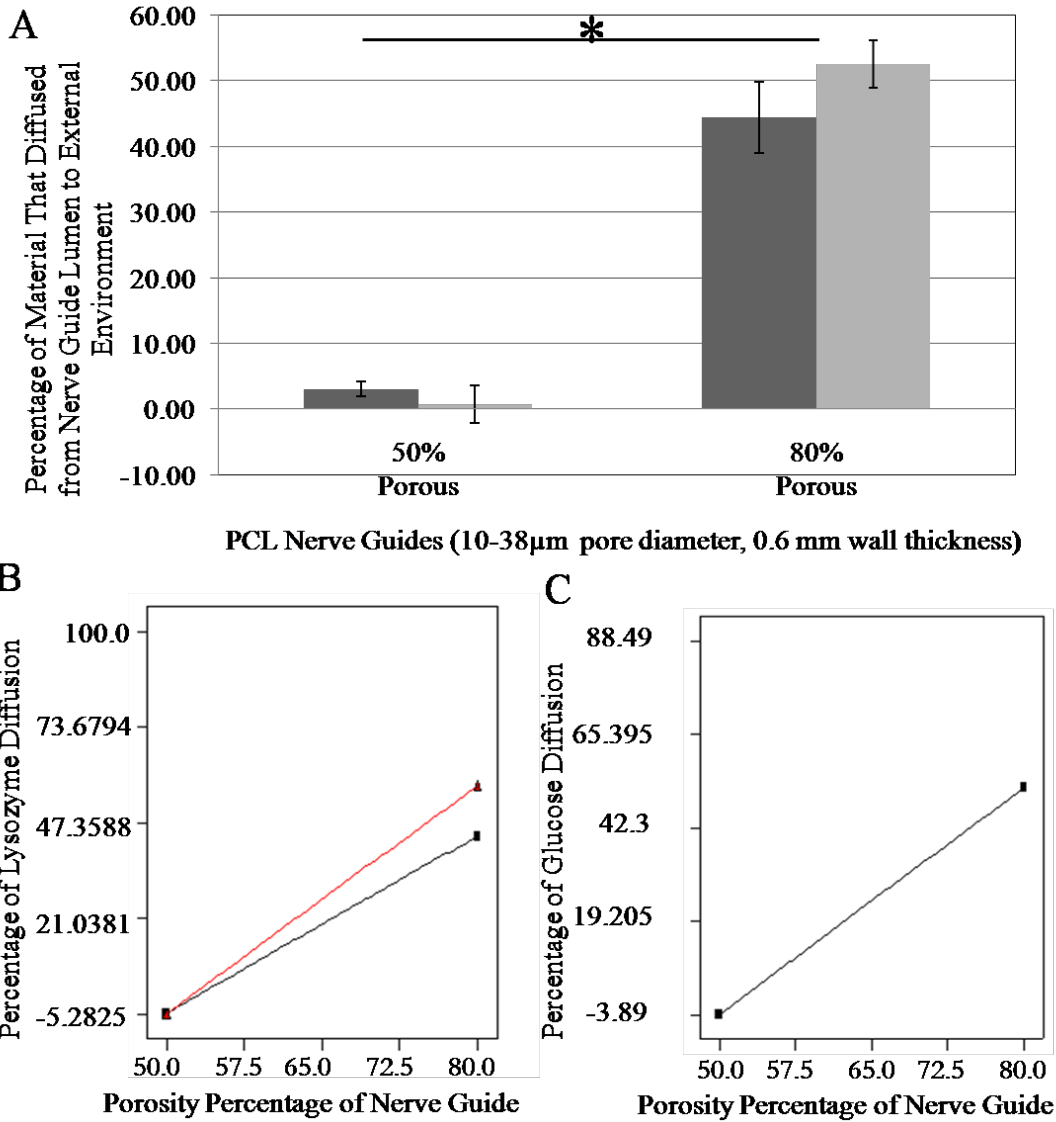 A
60.00
50.00
40.00
30.00
20.00
10.00
0.00
-10.00
Percentage of Material That Diffused
from Nerve Guide Lumen to External
Environment
*
50%
Porous
80%
Porous
PCL Nerve Guides (10-38µm pore diameter, 0.6 mm wall thickness)
B
Percentage of Lysozyme Diffusion
100.0
73.6794
47.3588
21.0381
-5.2825
50.0 57.5 65.0 72.5 80.0
Porosity Percentage of Nerve Guide
C
Percentage of Glucose Diffusion
88.49
65.395
42.3
19.205
-3.89
50.0 57.5 65.0 72.5 80.0
Porosity Percentage of Nerve Guide